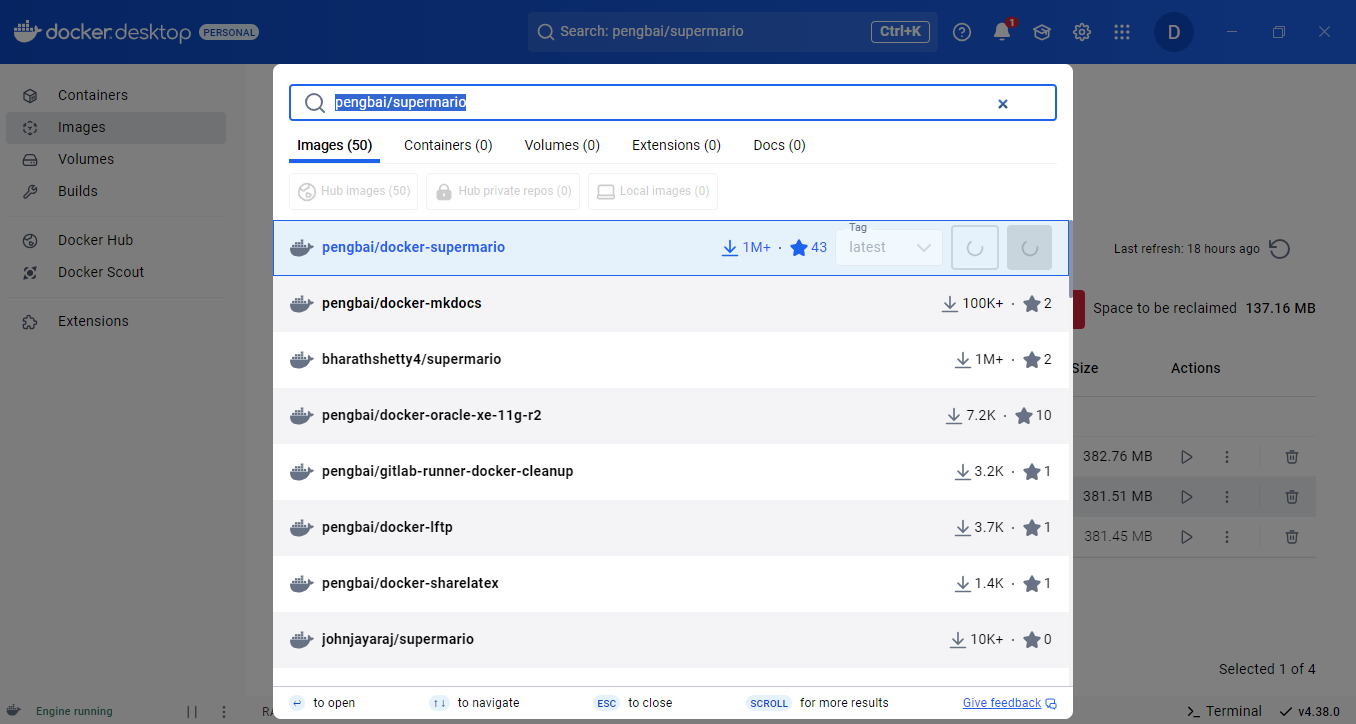 docker.desktop PERSONAL
Search: pengbai/supermario Ctrl+K
1
D
Containers
Images
Volumes
Builds
Docker Hub
Docker Scout
Extensions
pengbai/supermario
Images (50) Containers (0) Volumes (0) Extensions (0) Docs (0)
Hub images (50) Hub private repos (0) Local images (0)
pengbai/docker-supermario 1M+ · 43 Tag latest
pengbai/docker-mkdocs 100K+ · 2
bharathshetty4/supermario 1M+ · 2
pengbai/docker-oracle-xe-11g-r2 7.2K · 10
pengbai/gitlab-runner-docker-cleanup 3.2K · 1
pengbai/docker-lftp 3.7K · 1
pengbai/docker-sharelatex 1.4K · 1
johnjayaraj/supermario 10K+ · 0
to open to navigate ESC to close SCROLL for more results Give feedback
Last refresh: 18 hours ago
Space to be reclaimed 137.16 MB
Size Actions
382.76 MB
381.51 MB
381.45 MB
Selected 1 of 4
Engine running
Terminal v4.38.0